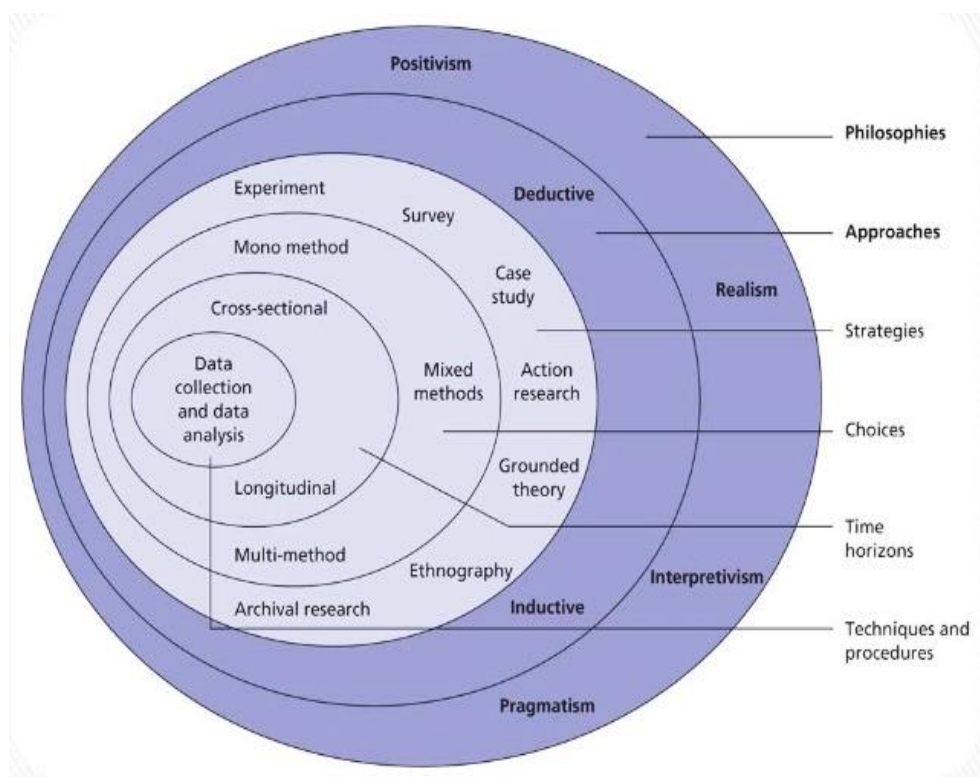 Positivism
Philosophies
Experiment
Deductive
Survey
Approaches
Mono method
Case
study
Realism
Cross-sectional
Strategies
Data
collection
and data
analysis
Mixed
methods
Action
research
Choices
Grounded
theory
Longitudinal
Time
horizons
Multi-method
Ethnography
Interpretivism
Archival research
Inductive
Techniques and
procedures
Pragmatism